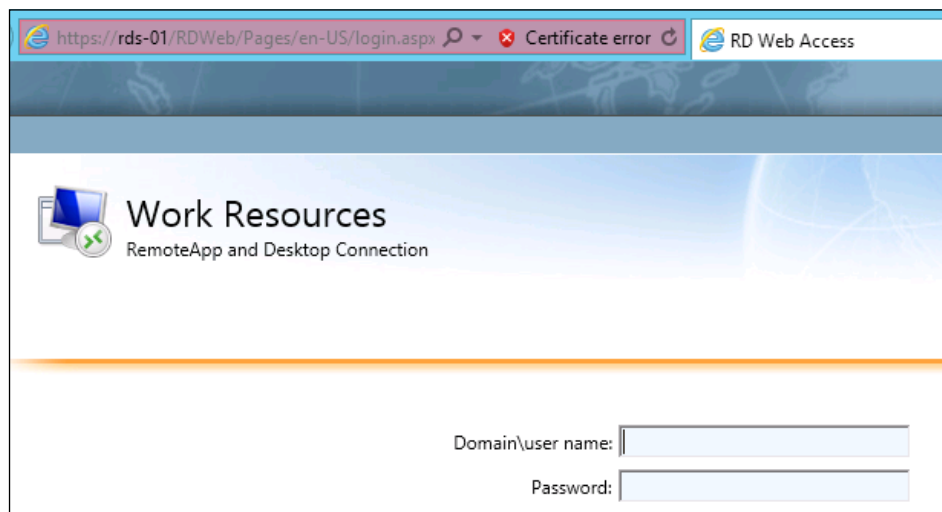 https://rds-01/RDWeb/Pages/en-US/login.aspx Certificate error RD Web Access
Work Resources
RemoteApp and Desktop Connection
Domain\user name:
Password: